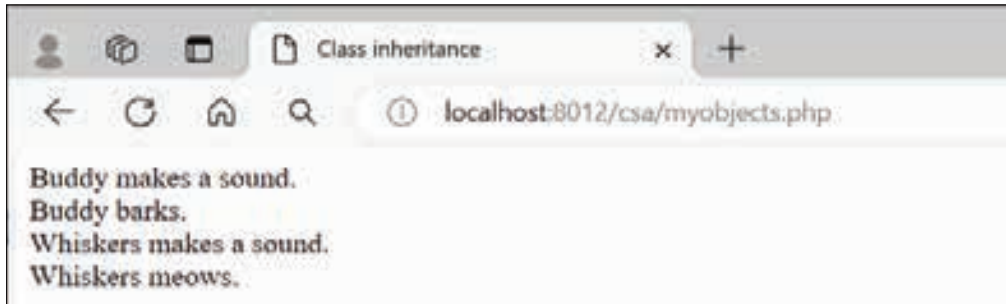 Class inheritance
localhost:8012/csa/myobjects.php
Buddy makes a sound.
Buddy barks.
Whiskers makes a sound.
Whiskers meows.